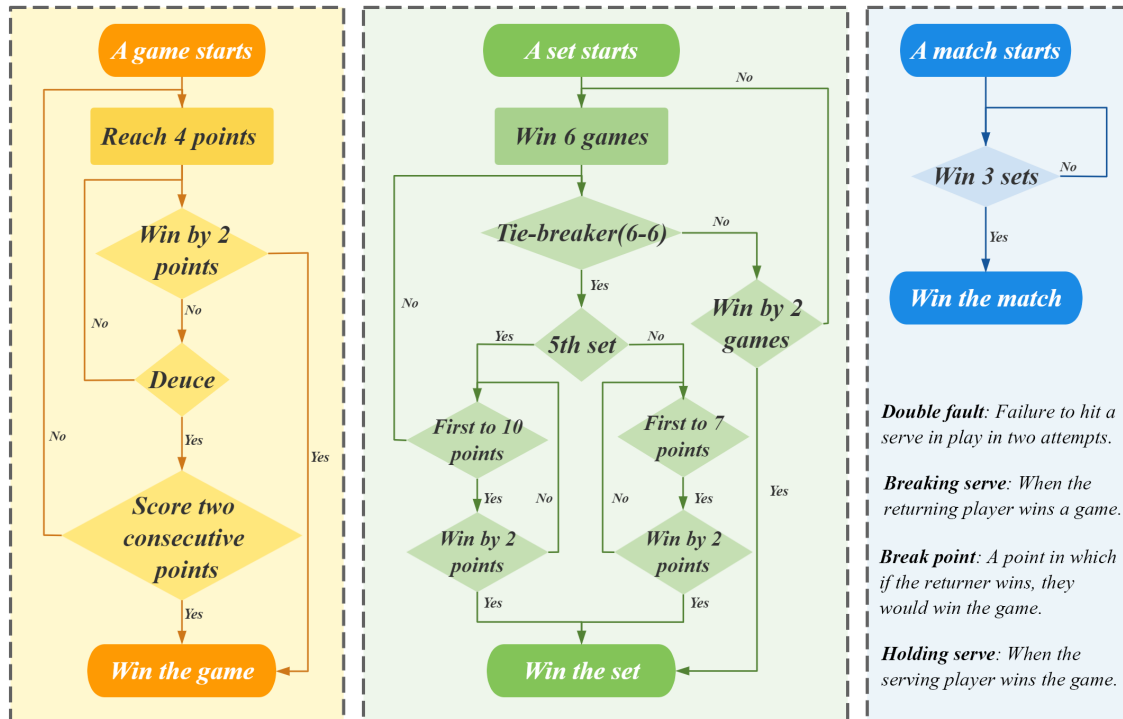 A game starts
No
Reach 4 points
Win by 2
points
No
No
Deuce
Yes
Yes
Score two
consecutive
points
Yes
Win the game
A set starts
No
Win 6 games
No
Tie-breaker(6-6)
No
Yes
Win by 2
games
Yes
5th set
No
First to 10
points
First to 7
points
Yes
No
Yes
Yes
Win by 2
points
Win by 2
points
Yes
Yes
Win the set
A match starts
Win 3 sets
No
Yes
Win the match
Double fault: Failure to hit a
serve in play in two attempts.
Breaking serve: When the
returning player wins a game.
Break point: A point in which
if the returner wins, they
would win the game.
Holding serve: When the
serving player wins the game.